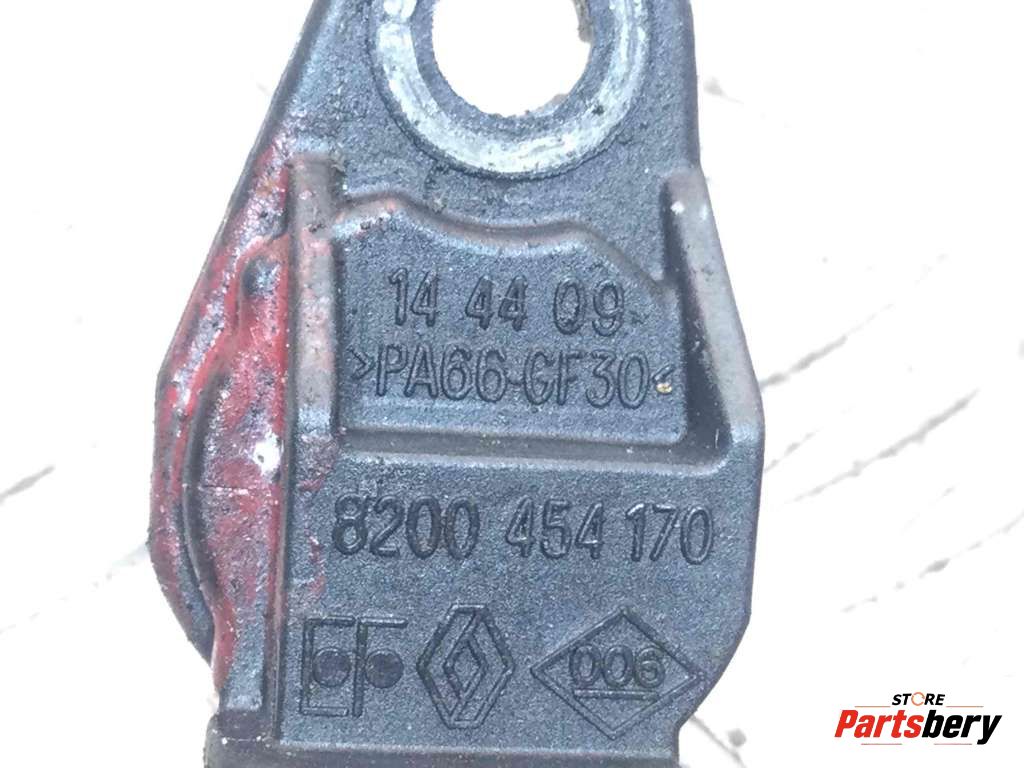 14 44 09
>PA66-GF30<
8200 454 170
006
STORE
Partsbery